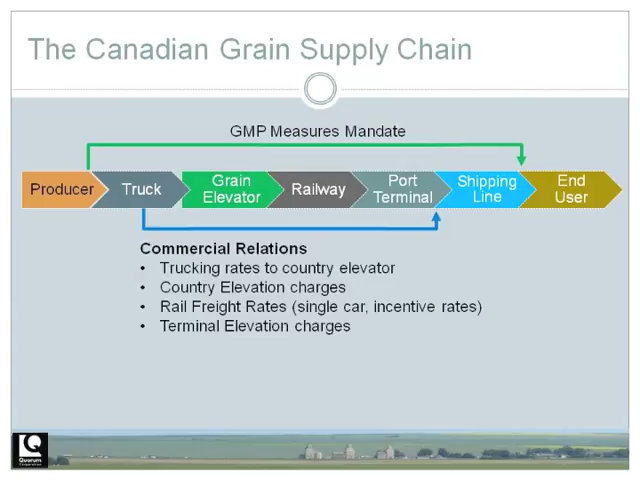 The Canadian Grain Supply Chain
GMP Measures Mandate
Producer
Truck
Grain
Elevator
Railway
Port
Terminal
Shipping
Line
End
User
Commercial Relations
• Trucking rates to country elevator
• Country Elevation charges
• Rail Freight Rates (single car, incentive rates)
• Terminal Elevation charges
Quorum
Corporation